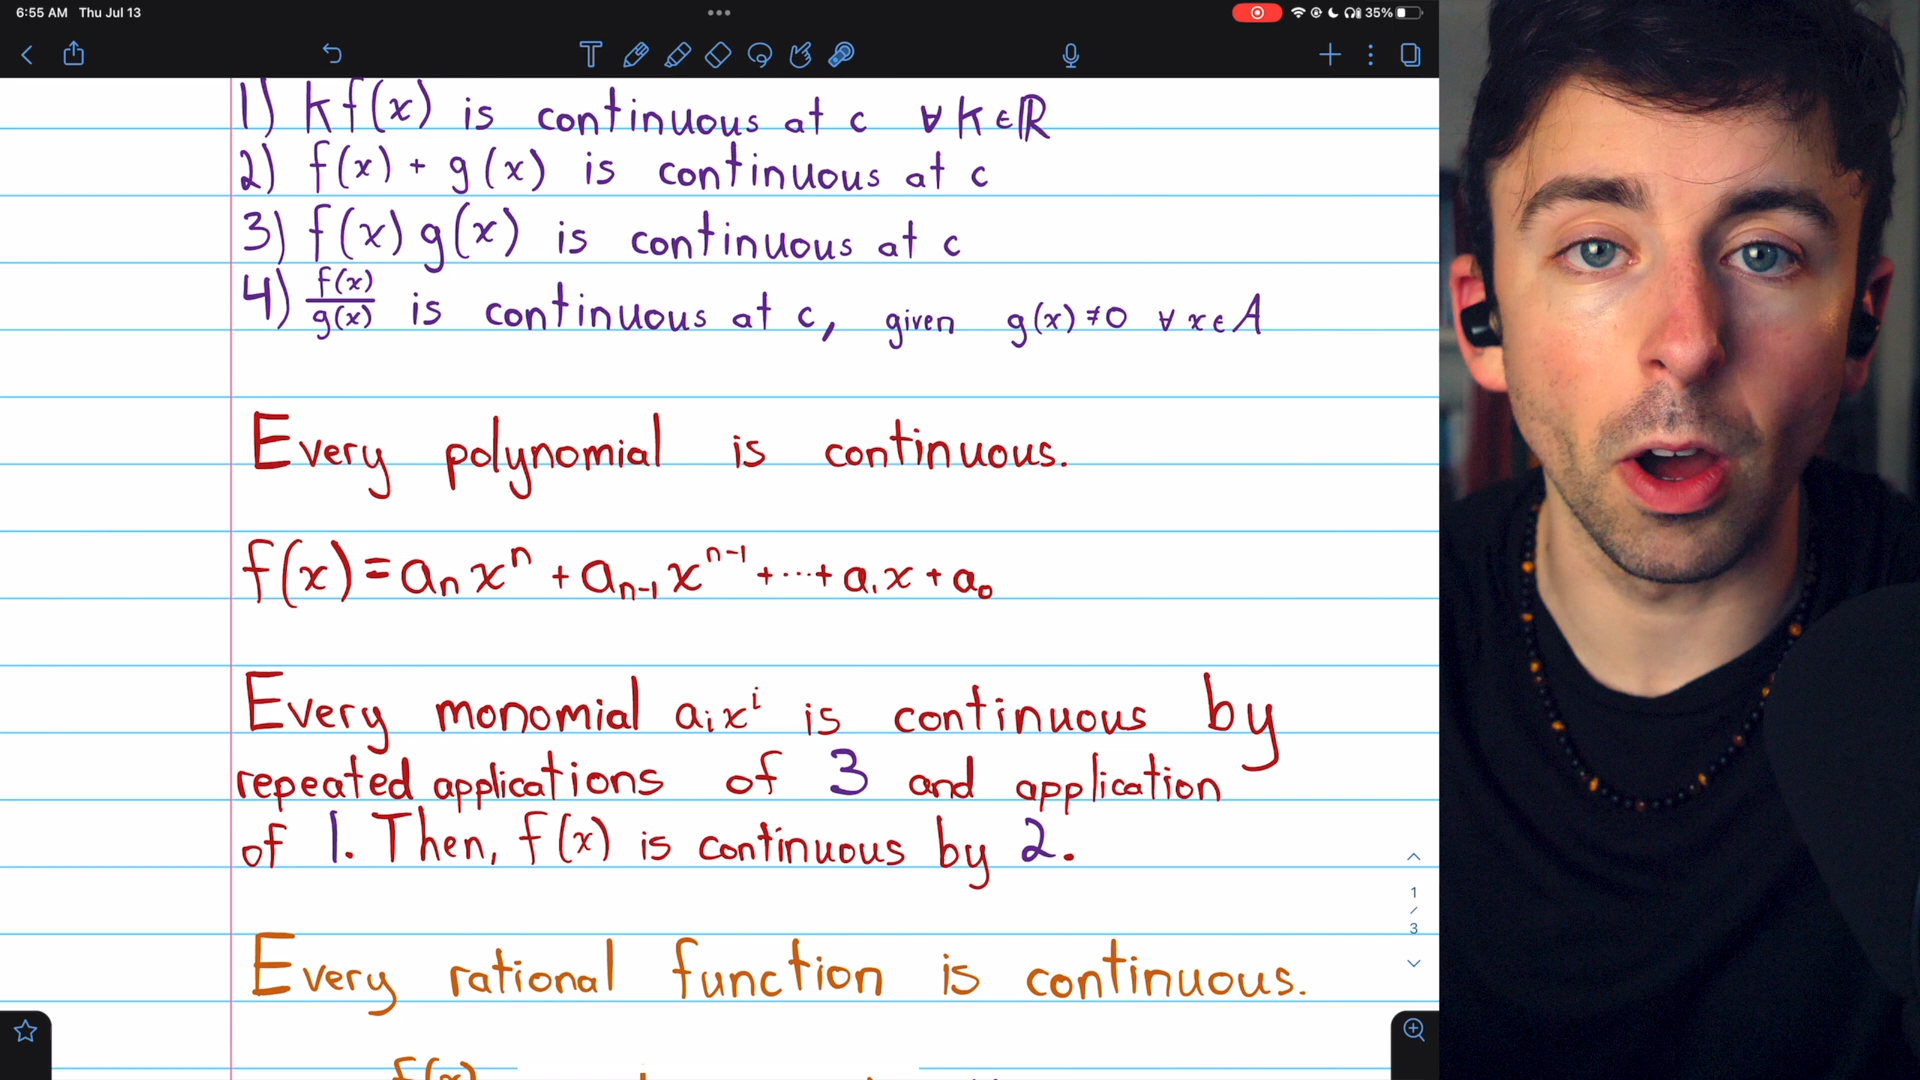 6:55 AM Thu Jul 13
35%
1) kf(x) is continuous at c ∀ k∈ℝ
2) f(x) + g(x) is continuous at c
3) f(x) g(x) is continuous at c
4) f(x)/g(x) is continuous at c, given g(x) ≠ 0 ∀ x∈A
Every polynomial is continuous.
f(x) = aₙxⁿ + aₙ₋₁xⁿ⁻¹ + ⋯ + a₁x + a₀
Every monomial aᵢxⁱ is continuous by
repeated applications of 3 and application
of 1. Then, f(x) is continuous by 2.
1
/
3
Every rational function is continuous.
f(x)